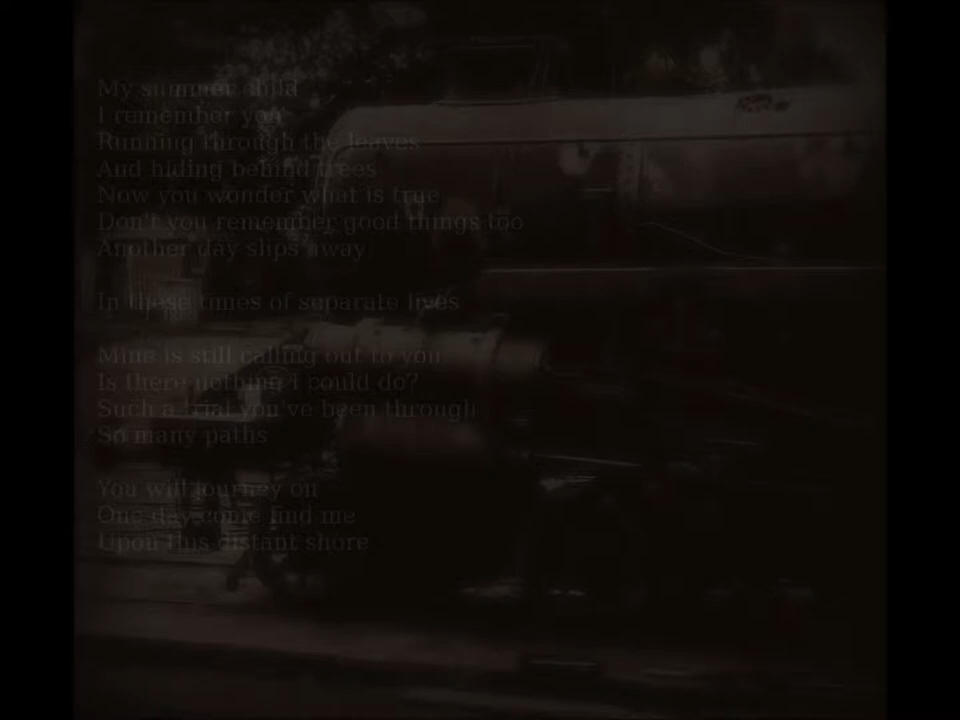 My summer child
I remember you
Running through the leaves
And hiding behind trees
Now you wonder what is true
Don't you remember good things too
Another day slips away
In these times of separate lives
Mine is still calling out to you
Is there nothing I could do?
Such a trial you've been through
So many paths
You will journey on
One day come find me
Upon this distant shore